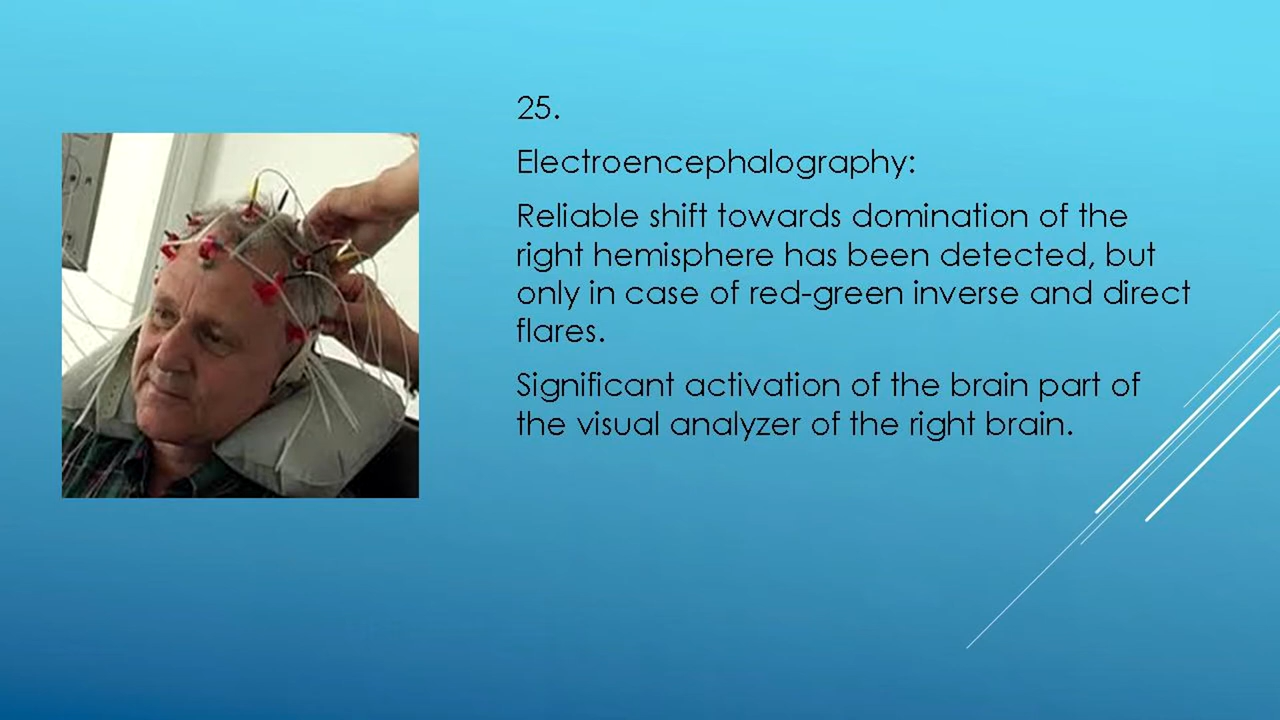 25.
Electroencephalography:
Reliable shift towards domination of the
right hemisphere has been detected, but
only in case of red-green inverse and direct
flares.
Significant activation of the brain part of
the visual analyzer of the right brain.